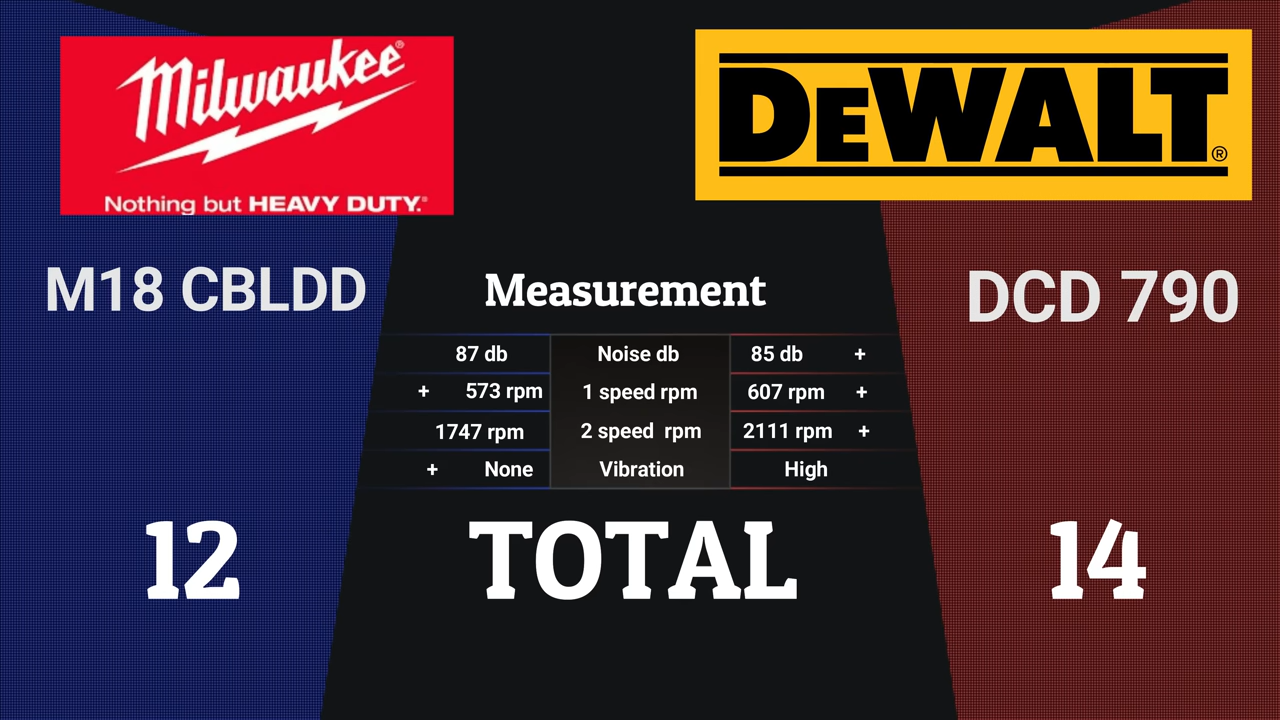 Milwaukee®
Nothing but HEAVY DUTY.®
DEWALT®
M18 CBLDD
Measurement
DCD 790
87 db Noise db 85 db +
+ 573 rpm 1 speed rpm 607 rpm +
1747 rpm 2 speed rpm 2111 rpm +
+ None Vibration High
12 TOTAL 14